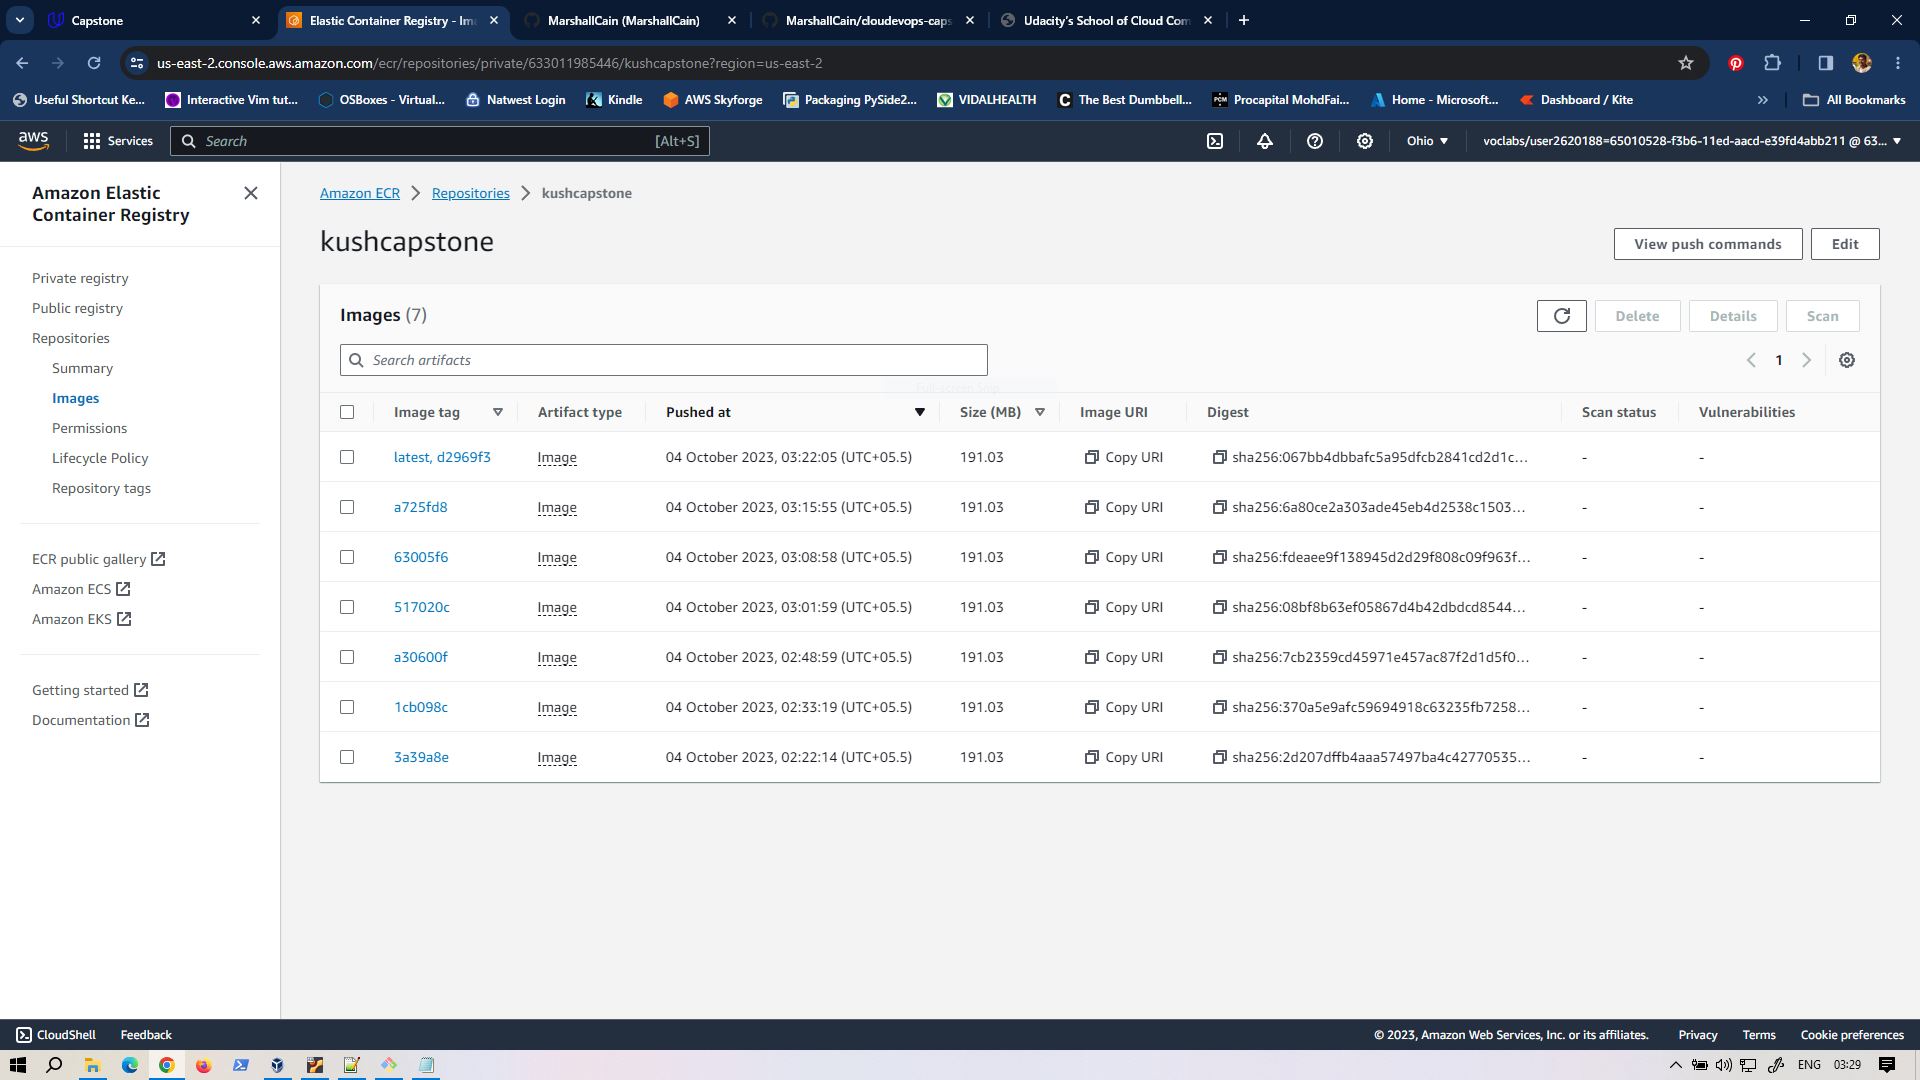 Capstone
Elastic Container Registry - Ima
MarshallCain (MarshallCain)
MarshallCain/cloudevops-caps
Udacity's School of Cloud Com
us-east-2.console.aws.amazon.com/ecr/repositories/private/633011985446/kushcapstone?region=us-east-2
Useful Shortcut Ke...
Interactive Vim tut...
OSBoxes - Virtual...
Natwest Login
Kindle
AWS Skyforge
Packaging PySide2...
VIDALHEALTH
The Best Dumbbell...
Procapital MohdFai...
Home - Microsoft...
Dashboard / Kite
All Bookmarks
aws
Services
Search
[Alt+S]
Ohio
voclabs/user2620188=65010528-f3b6-11ed-aacd-e39fd4abb211 @ 63...
Amazon Elastic
Container Registry
Private registry
Public registry
Repositories
Summary
Images
Permissions
Lifecycle Policy
Repository tags
ECR public gallery
Amazon ECS
Amazon EKS
Getting started
Documentation
Amazon ECR > Repositories > kushcapstone
kushcapstone
View push commands
Edit
Images (7)
Delete
Details
Scan
Search artifacts
1
Full-screen Snip
Image tag Artifact type Pushed at Size (MB) Image URI Digest Scan status Vulnerabilities
latest, d2969f3 Image 04 October 2023, 03:22:05 (UTC+05.5) 191.03 Copy URI sha256:067bb4dbbafc5a95dfcb2841cd2d1c... - -
a725fd8 Image 04 October 2023, 03:15:55 (UTC+05.5) 191.03 Copy URI sha256:6a80ce2a303ade45eb4d2538c1503... - -
63005f6 Image 04 October 2023, 03:08:58 (UTC+05.5) 191.03 Copy URI sha256:fdeaee9f138945d2d29f808c09f963f... - -
517020c Image 04 October 2023, 03:01:59 (UTC+05.5) 191.03 Copy URI sha256:08bf8b63ef05867d4b42dbdcd8544... - -
a30600f Image 04 October 2023, 02:48:59 (UTC+05.5) 191.03 Copy URI sha256:7cb2359cd45971e457ac87f2d1d5f0... - -
1cb098c Image 04 October 2023, 02:33:19 (UTC+05.5) 191.03 Copy URI sha256:370a5e9afc59694918c63235fb7258... - -
3a39a8e Image 04 October 2023, 02:22:14 (UTC+05.5) 191.03 Copy URI sha256:2d207dffb4aaa57497ba4c42770535... - -
CloudShell
Feedback
© 2023, Amazon Web Services, Inc. or its affiliates.
Privacy
Terms
Cookie preferences
ENG
03:29